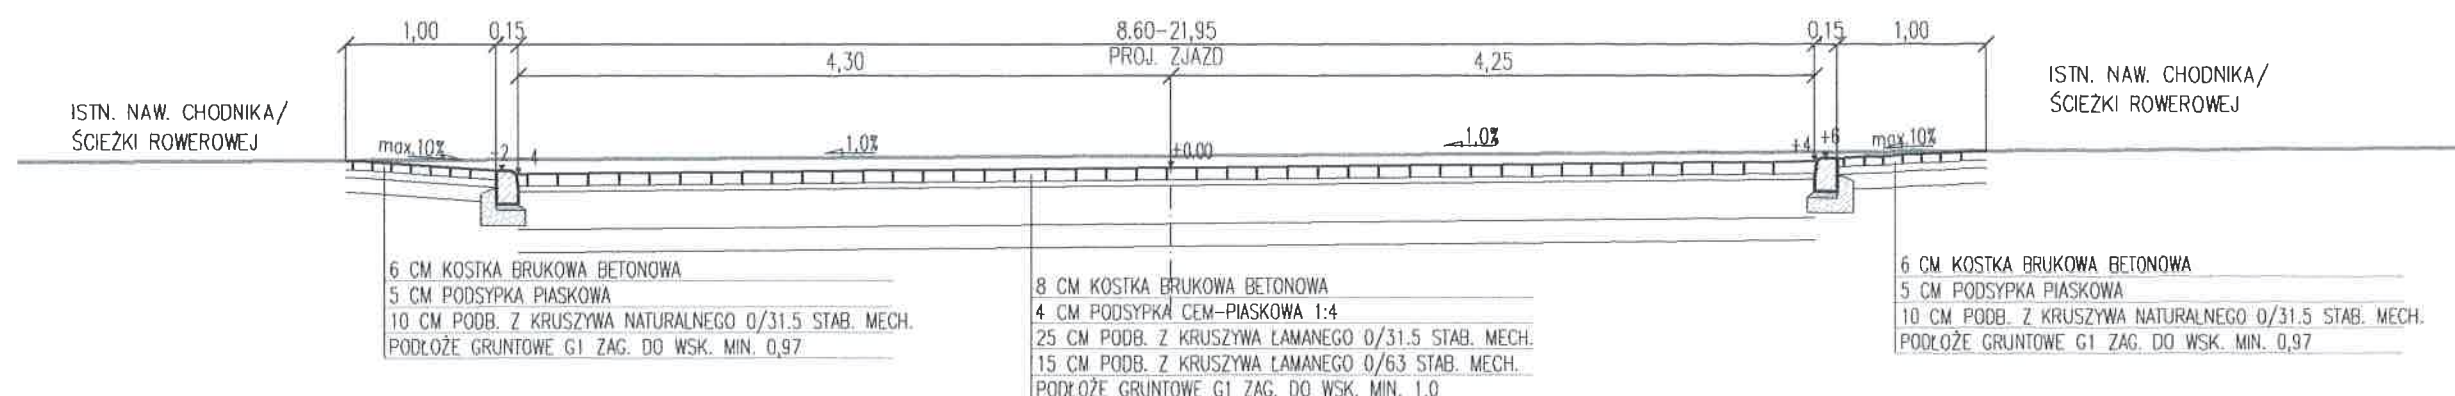 1,00 0,15 8.60-21,95 0,15 1,00
PROJ. ZJAZD
4,30 4,25
ISTN. NAW. CHODNIKA/
ŚCIEŻKI ROWEROWEJ
ISTN. NAW. CHODNIKA/
ŚCIEŻKI ROWEROWEJ
max.10% -2 -4 1,0% ±0.00 1.0% +4 +6 max.10%
6 CM KOSTKA BRUKOWA BETONOWA
5 CM PODSYPKA PIASKOWA
10 CM PODB. Z KRUSZYWA NATURALNEGO 0/31.5 STAB. MECH.
PODŁOŻE GRUNTOWE G1 ZAG. DO WSK. MIN. 0,97
8 CM KOSTKA BRUKOWA BETONOWA
4 CM PODSYPKA CEM-PIASKOWA 1:4
25 CM PODB. Z KRUSZYWA ŁAMANEGO 0/31.5 STAB. MECH.
15 CM PODB. Z KRUSZYWA ŁAMANEGO 0/63 STAB. MECH.
PODŁOŻE GRUNTOWE G1 ZAG. DO WSK. MIN. 1.0
6 CM KOSTKA BRUKOWA BETONOWA
5 CM PODSYPKA PIASKOWA
10 CM PODB. Z KRUSZYWA NATURALNEGO 0/31.5 STAB. MECH.
PODŁOŻE GRUNTOWE G1 ZAG. DO WSK. MIN. 0,97